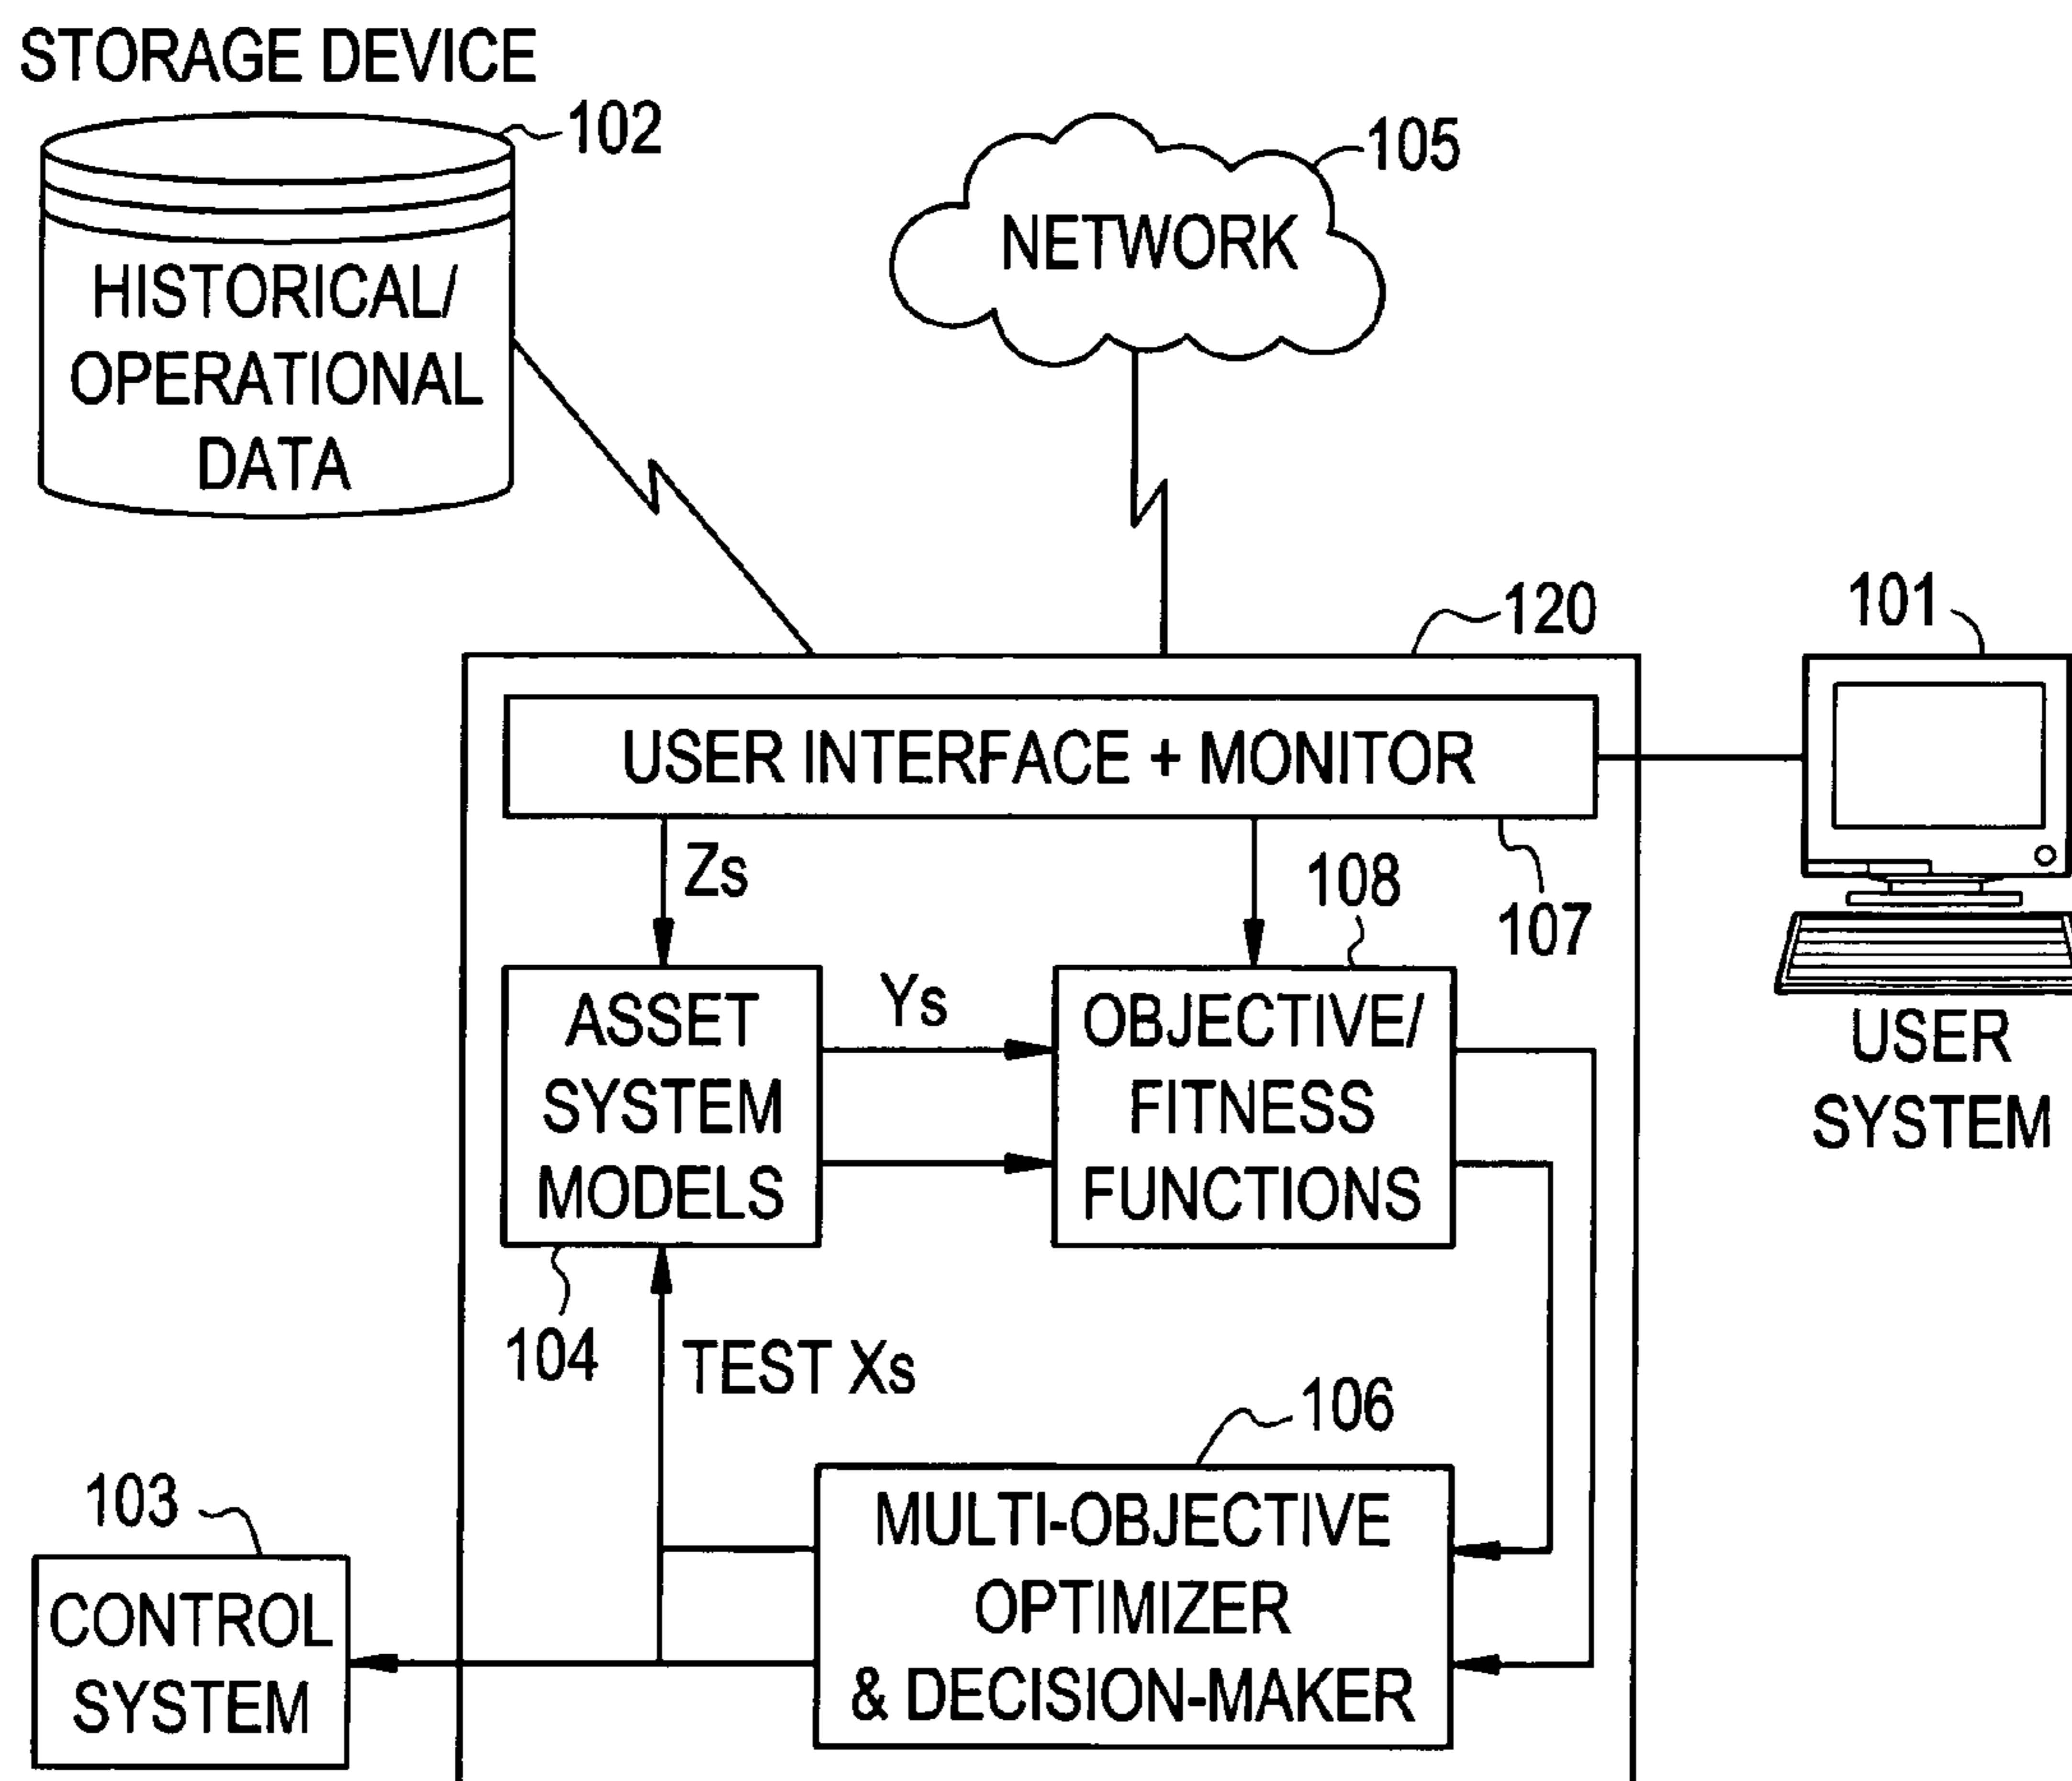 STORAGE DEVICE
102
HISTORICAL/
OPERATIONAL
DATA
105
NETWORK
120
101
USER INTERFACE + MONITOR
Zs
108
107
ASSET
SYSTEM
MODELS
Ys
OBJECTIVE/
FITNESS
FUNCTIONS
USER
SYSTEM
104
TEST Xs
106
103
MULTI-OBJECTIVE
OPTIMIZER
& DECISION-MAKER
CONTROL
SYSTEM